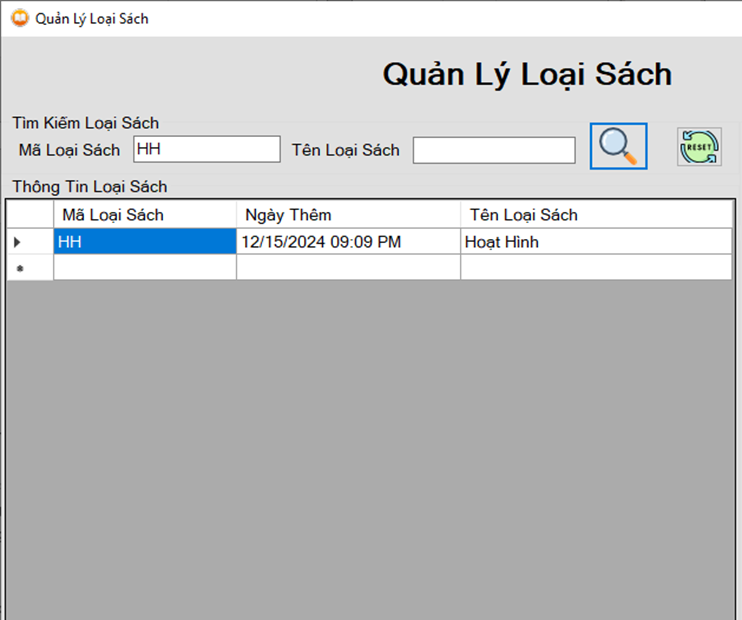 Quản Lý Loại Sách
Quản Lý Loại Sách
Tìm Kiếm Loại Sách
Mã Loại Sách HH Tên Loại Sách RESET
Thông Tin Loại Sách
Mã Loại Sách Ngày Thêm Tên Loại Sách
HH 12/15/2024 09:09 PM Hoạt Hình